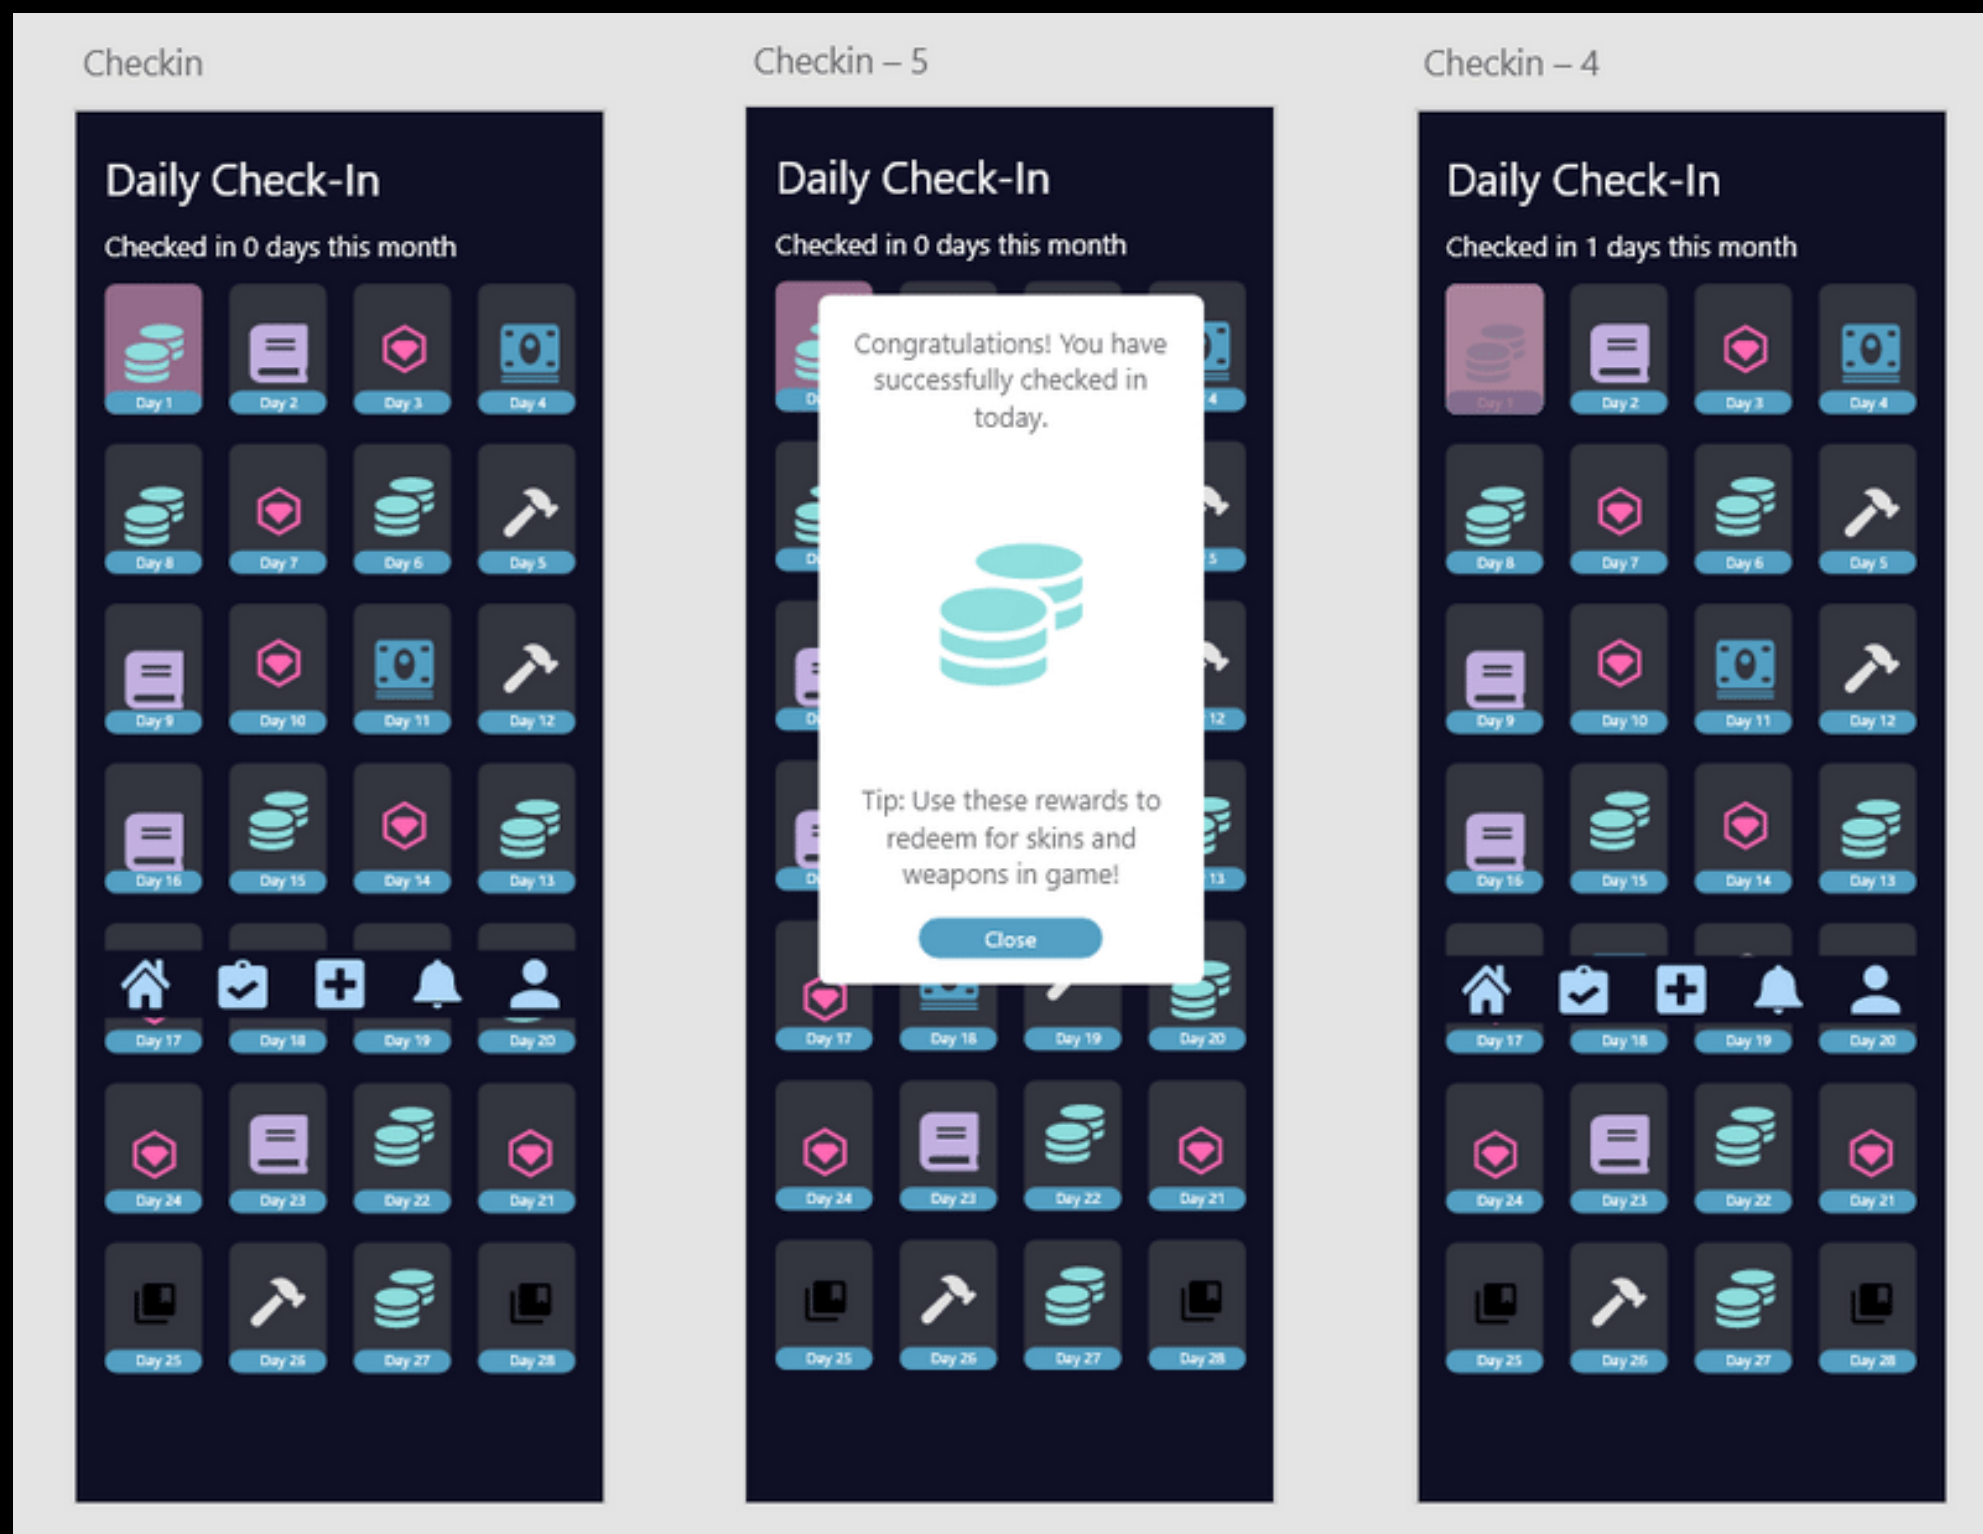 Checkin
Daily Check-In
Checked in 0 days this month
Day 1 Day 2 Day 3 Day 4
Day 8 Day 7 Day 6 Day 5
Day 9 Day 10 Day 11 Day 12
Day 16 Day 15 Day 14 Day 13
Day 17 Day 18 Day 19 Day 20
Day 24 Day 23 Day 22 Day 21
Day 25 Day 26 Day 27 Day 28
Checkin – 5
Daily Check-In
Checked in 0 days this month
Congratulations! You have
successfully checked in
today.
Tip: Use these rewards to
redeem for skins and
weapons in game!
Close
4
5
12
13
Day 17 Day 18 Day 19 Day 20
Day 24 Day 23 Day 22 Day 21
Day 25 Day 26 Day 27 Day 28
Checkin – 4
Daily Check-In
Checked in 1 days this month
Day 1 Day 2 Day 3 Day 4
Day 8 Day 7 Day 6 Day 5
Day 9 Day 10 Day 11 Day 12
Day 16 Day 15 Day 14 Day 13
Day 17 Day 18 Day 19 Day 20
Day 24 Day 23 Day 22 Day 21
Day 25 Day 26 Day 27 Day 28